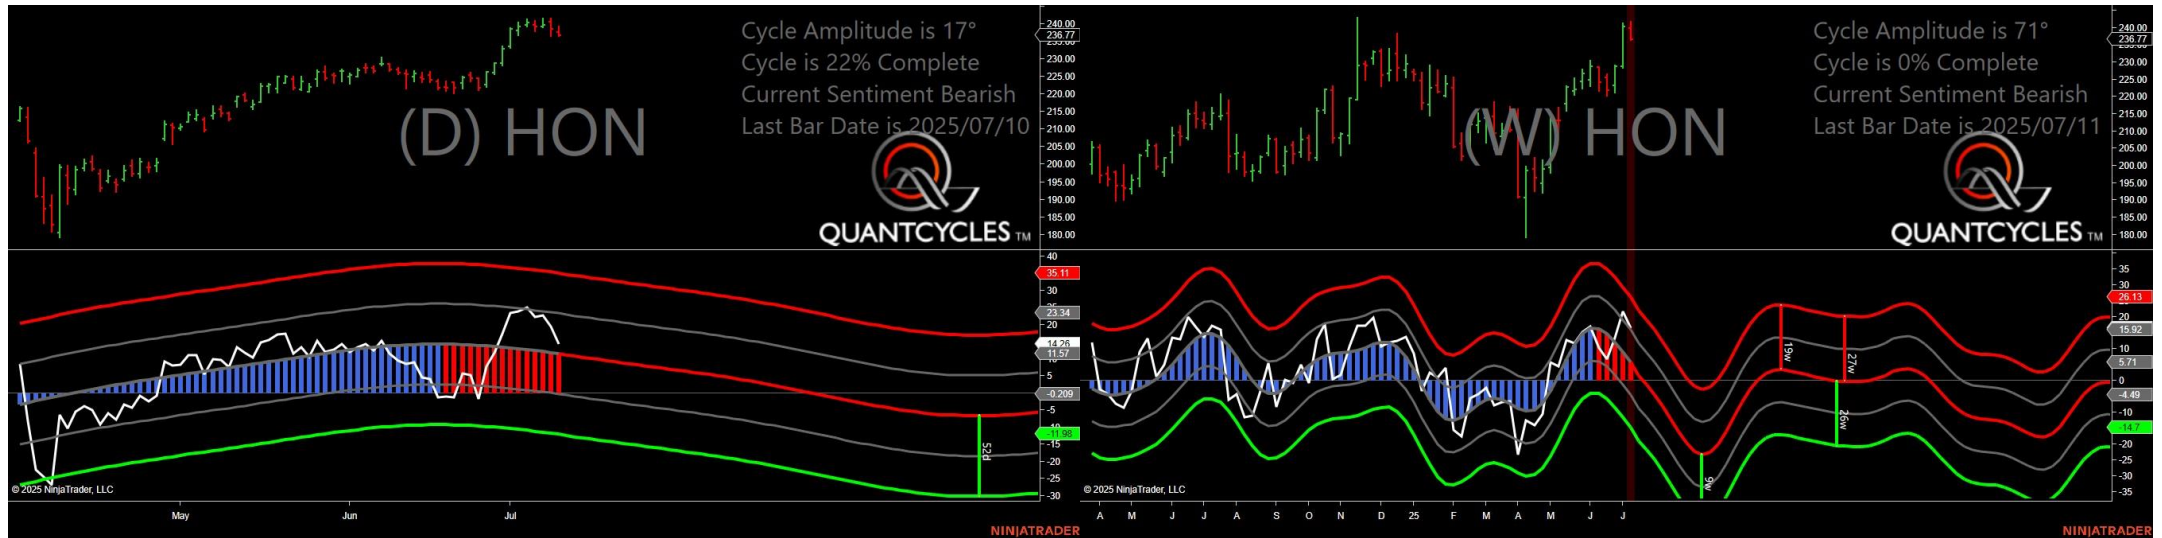 Cycle Amplitude is 17°
Cycle is 22% Complete
Current Sentiment Bearish
Last Bar Date is 2025/07/10
(D) HON
QUANTCYCLES TM
240.00
236.77
230.00
225.00
220.00
215.00
210.00
205.00
200.00
195.00
190.00
185.00
180.00
40
35.11
30
23.34
20
14.26
11.57
5
-0.209
-5
-11.98
-15
-20
-25
-30
52d
© 2025 NinjaTrader, LLC
May
Jun
Jul
NINJATRADER
Cycle Amplitude is 71°
Cycle is 0% Complete
Current Sentiment Bearish
Last Bar Date is 2025/07/11
(W) HON
QUANTCYCLES TM
240.00
236.77
230.00
225.00
220.00
215.00
210.00
205.00
200.00
195.00
190.00
185.00
180.00
35
30
26.13
20
15.92
10
5.71
0
-4.49
-10
-14.7
-20
-25
-30
-35
19w
27w
26w
9w
© 2025 NinjaTrader, LLC
A M J J A S O N D 25 F M A M J J
NINJATRADER